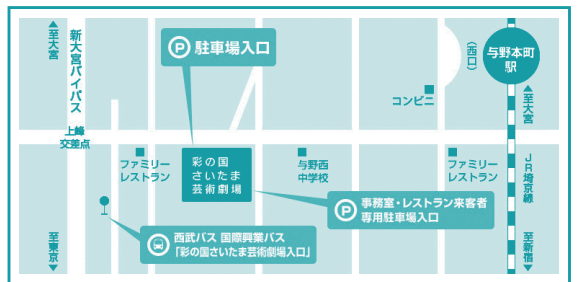 ▲至大宮
新大宮バイパス
P 駐車場入口
(西口)
与野本町
駅
コンビニ
▲至大宮
上峰
交差点
ファミリー
レストラン
彩の国
さいたま
芸術劇場
与野西
中学校
ファミリー
レストラン
JR埼京線
P 事務室・レストラン来客者
専用駐車場入口
西武バス 国際興業バス
「彩の国さいたま芸術劇場入口」
至東京▼
至新宿▼